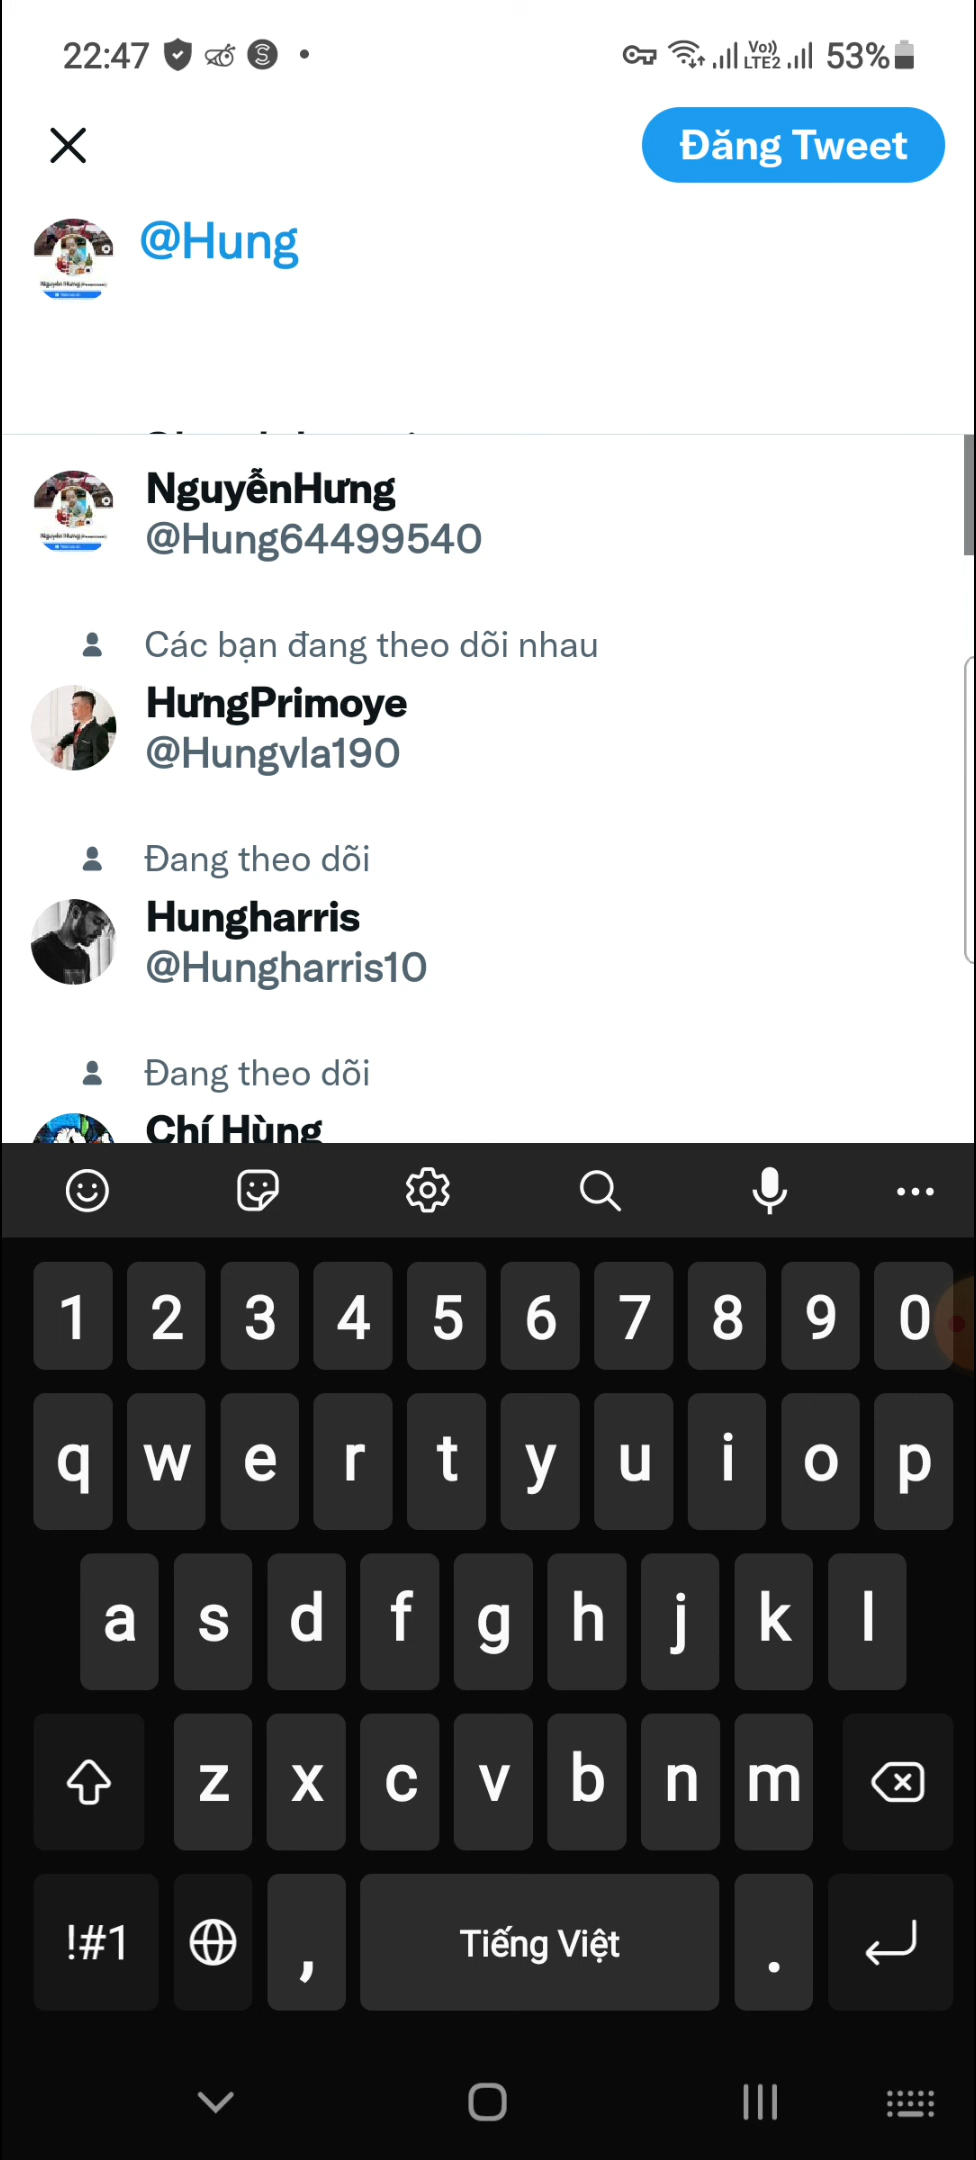 22:47 Vo)) LTE2 53%
Đăng Tweet
@Hung
NguyễnHưng
@Hung64499540
Các bạn đang theo dõi nhau
HưngPrimoye
@Hungvla190
Đang theo dõi
Hungharris
@Hungharris10
Đang theo dõi
Chí Hùng
1 2 3 4 5 6 7 8 9 0
q w e r t y u i o p
a s d f g h j k l
z x c v b n m
!#1 , Tiếng Việt .